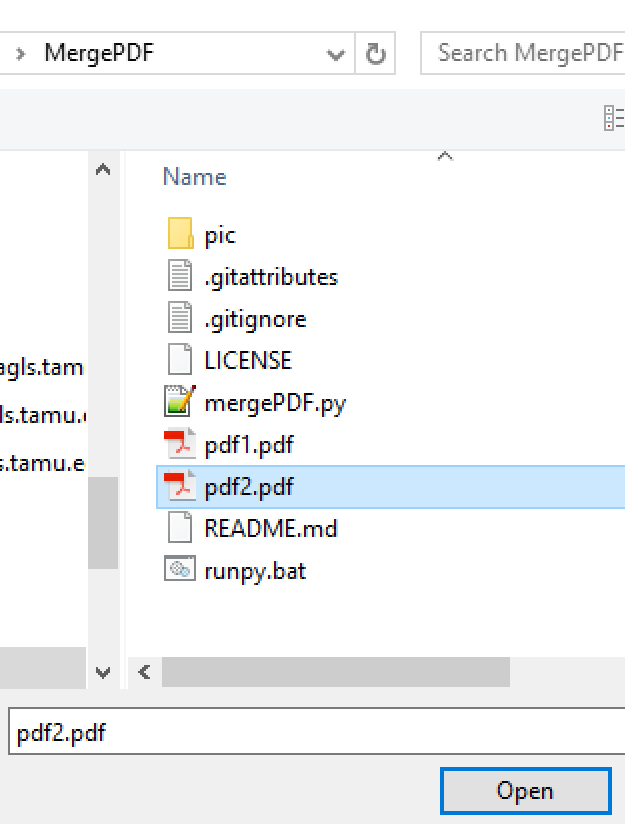 MergePDF
Search MergePDF
Name
pic
.gitattributes
.gitignore
LICENSE
agls.tam
mergePDF.py
ls.tamu.
pdf1.pdf
s.tamu.e
pdf2.pdf
README.md
runpy.bat
pdf2.pdf
Open